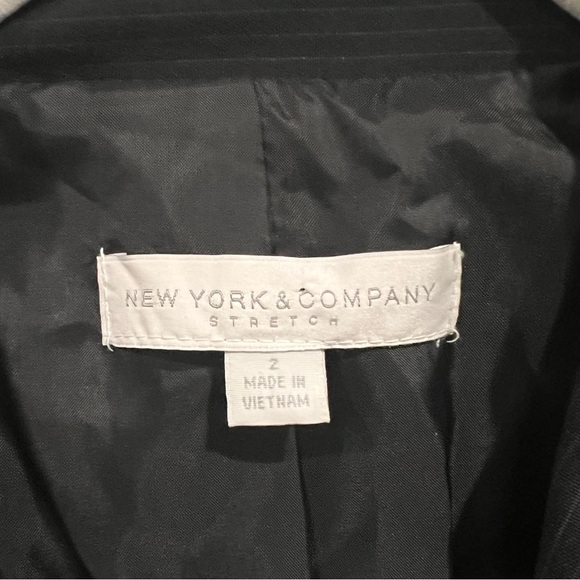 NEW YORK & COMPANY
STRETCH
2
MADE IN
VIETNAM